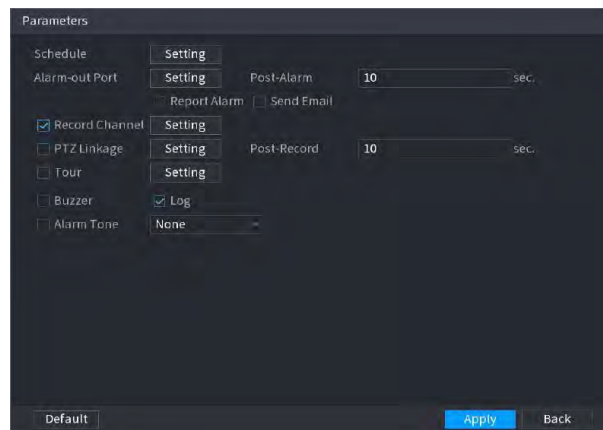 Parameters
Schedule Setting
Alarm-out Port Setting Post-Alarm 10 sec.
Report Alarm Send Email
Record Channel Setting
PTZ Linkage Setting Post-Record 10 sec.
Tour Setting
Buzzer Log
Alarm Tone None
Default Apply Back